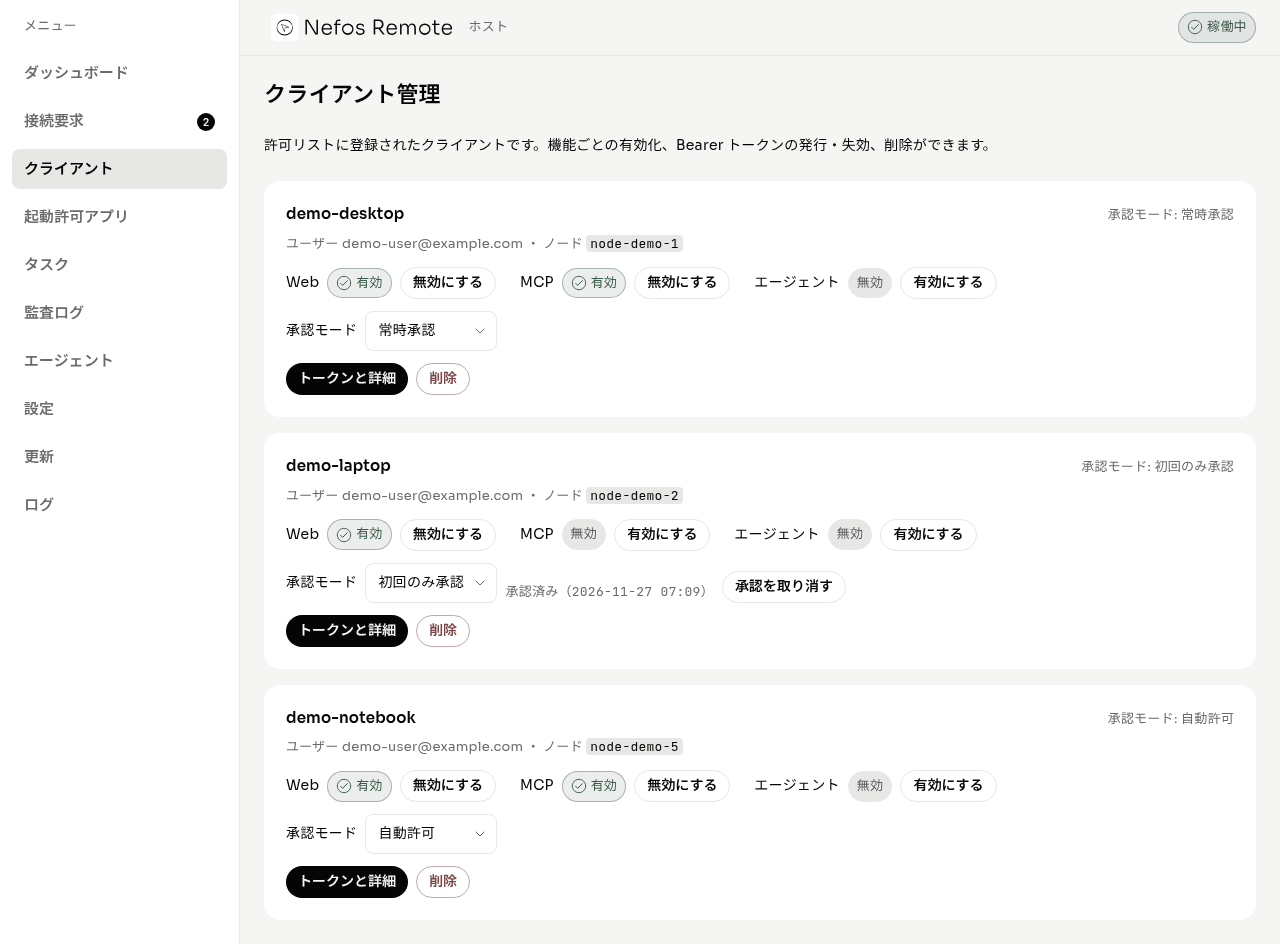 メニュー
ダッシュボード
接続要求 2
クライアント
起動許可アプリ
タスク
監査ログ
エージェント
設定
更新
ログ
Nefos Remote ホスト 稼働中
クライアント管理
許可リストに登録されたクライアントです。機能ごとの有効化、Bearer トークンの発行・失効、削除ができます。
demo-desktop 承認モード: 常時承認
ユーザー demo-user@example.com ・ ノード node-demo-1
Web 有効 無効にする MCP 有効 無効にする エージェント 無効 有効にする
承認モード 常時承認
トークンと詳細 削除
demo-laptop 承認モード: 初回のみ承認
ユーザー demo-user@example.com ・ ノード node-demo-2
Web 有効 無効にする MCP 無効 有効にする エージェント 無効 有効にする
承認モード 初回のみ承認 承認済み (2026-11-27 07:09) 承認を取り消す
トークンと詳細 削除
demo-notebook 承認モード: 自動許可
ユーザー demo-user@example.com ・ ノード node-demo-5
Web 有効 無効にする MCP 有効 無効にする エージェント 無効 有効にする
承認モード 自動許可
トークンと詳細 削除